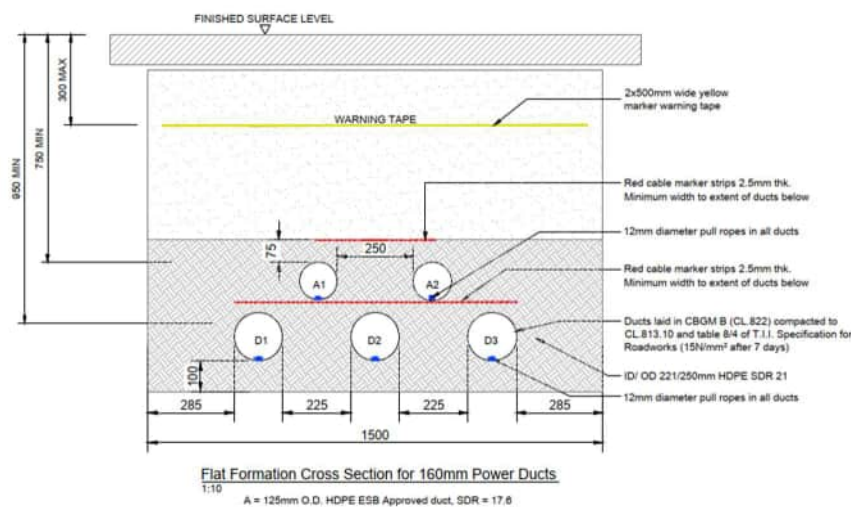 FINISHED SURFACE LEVEL
300 MAX
750 MIN
950 MIN
2x500mm wide yellow
marker warning tape
WARNING TAPE
Red cable marker strips 2.5mm thk.
Minimum width to extent of ducts below
75
250
12mm diameter pull ropes in all ducts
A1
A2
Red cable marker strips 2.5mm thk.
Minimum width to extent of ducts below
D1
D2
D3
Ducts laid in CBGM B (CL.822) compacted to
CL.813.10 and table 8/4 of T.I.I. Specification for
Roadworks (15N/mm² after 7 days)
100
ID/ OD 221/250mm HDPE SDR 21
12mm diameter pull ropes in all ducts
285
225
225
285
1500
Flat Formation Cross Section for 160mm Power Ducts
1:10
A = 125mm O.D. HDPE ESB Approved duct, SDR = 17.6